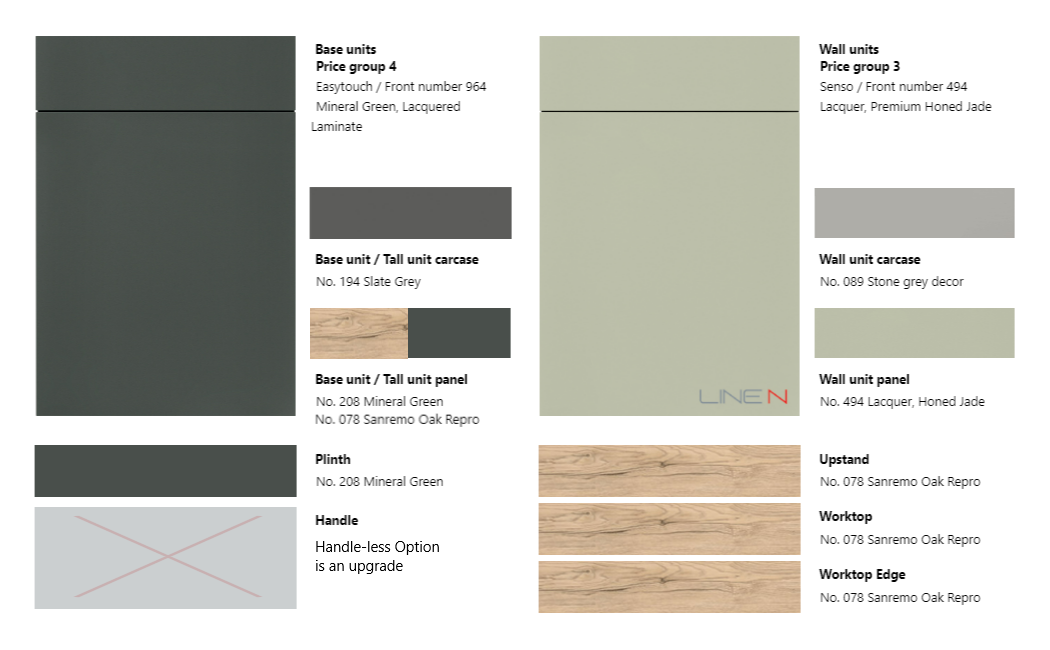 Base units
Price group 4
Easytouch / Front number 964
Mineral Green, Lacquered
Laminate
Base unit / Tall unit carcase
No. 194 Slate Grey
Base unit / Tall unit panel
No. 208 Mineral Green
No. 078 Sanremo Oak Repro
Plinth
No. 208 Mineral Green
Handle
Handle-less Option
is an upgrade
LINE N
Wall units
Price group 3
Senso / Front number 494
Lacquer, Premium Honed Jade
Wall unit carcase
No. 089 Stone grey decor
Wall unit panel
No. 494 Lacquer, Honed Jade
Upstand
No. 078 Sanremo Oak Repro
Worktop
No. 078 Sanremo Oak Repro
Worktop Edge
No. 078 Sanremo Oak Repro